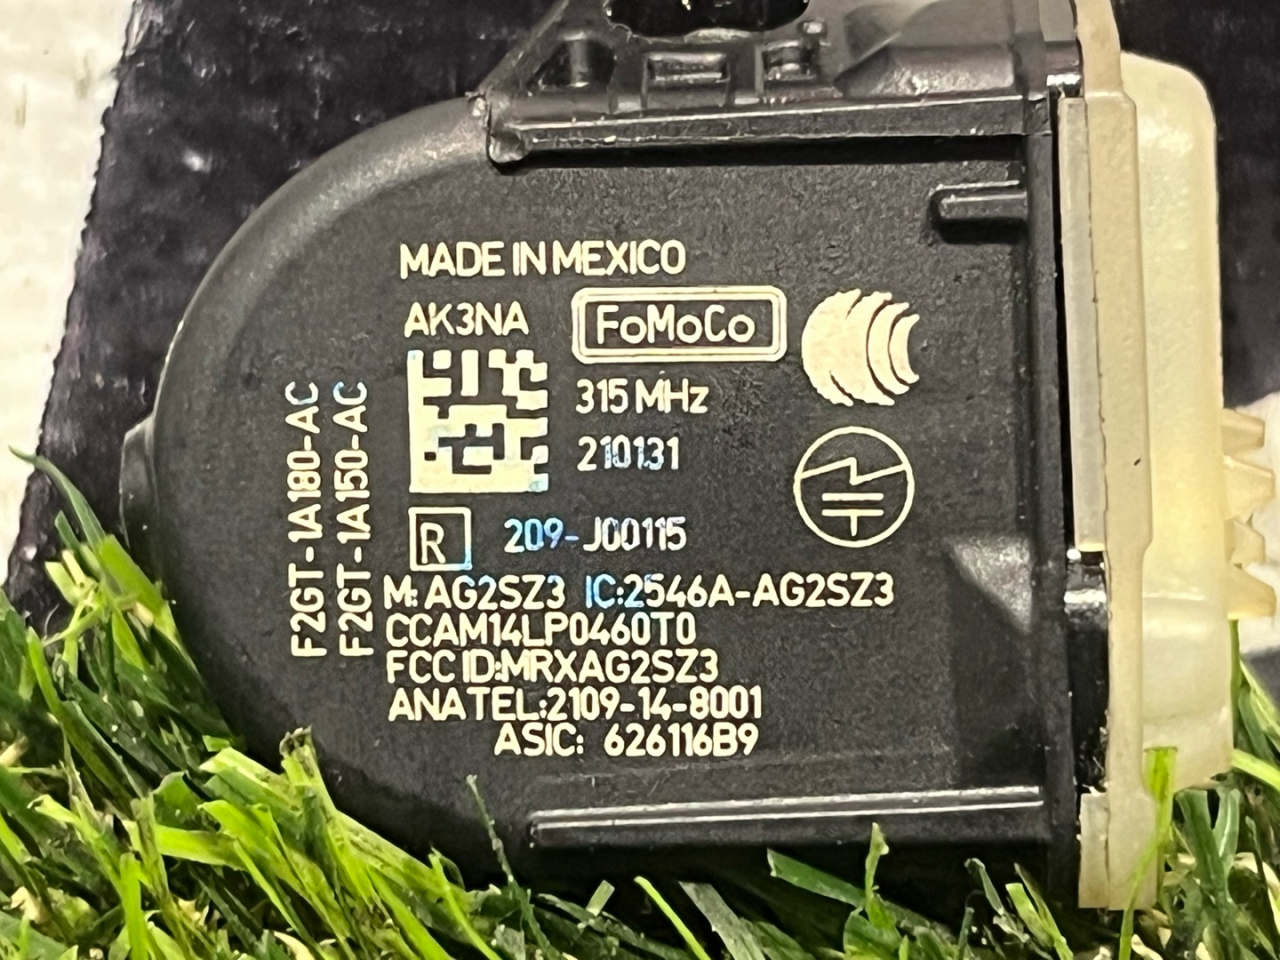 MADE IN MEXICO
AK3NA
FoMoCo
315 MHz
210131
R 209-J00115
M: AG2SZ3 IC:2546A-AG2SZ3
CCAM14LP0460T0
FCC ID:MRXAG2SZ3
ANATEL:2109-14-8001
ASIC: 626116B9
F2GT-1A180-AC
F2GT-1A150-AC